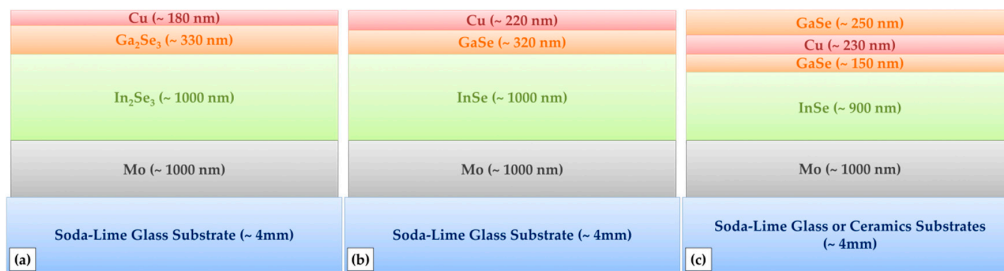 Cu (~ 180 nm)
Ga₂Se₃ (~ 330 nm)
In₂Se₃ (~ 1000 nm)
Mo (~ 1000 nm)
Soda-Lime Glass Substrate (~ 4mm)
(a)
Cu (~ 220 nm)
GaSe (~ 320 nm)
InSe (~ 1000 nm)
Mo (~ 1000 nm)
Soda-Lime Glass Substrate (~ 4mm)
(b)
GaSe (~ 250 nm)
Cu (~ 230 nm)
GaSe (~ 150 nm)
InSe (~ 900 nm)
Mo (~ 1000 nm)
Soda-Lime Glass or Ceramics Substrates
(~ 4mm)
(c)